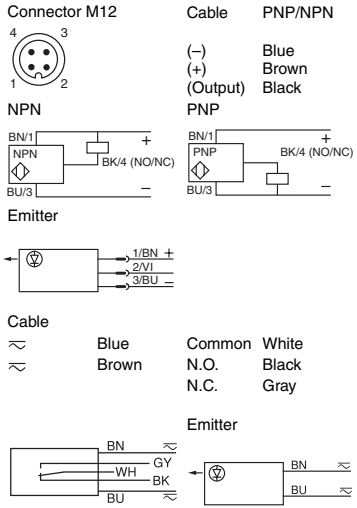 Connector M12
Cable PNP/NPN
4 3
1 2
(–) Blue
(+) Brown
(Output) Black
NPN
PNP
BN/1 +
NPN
BK/4 (NO/NC)
BU/3 –
BN/1 +
PNP
BK/4 (NO/NC)
BU/3 –
Emitter
1/BN +
2/VI
3/BU –
Cable
Blue
Brown
Common White
N.O. Black
N.C. Gray
Emitter
BN
GY
WH
BK
BU
BN
BU